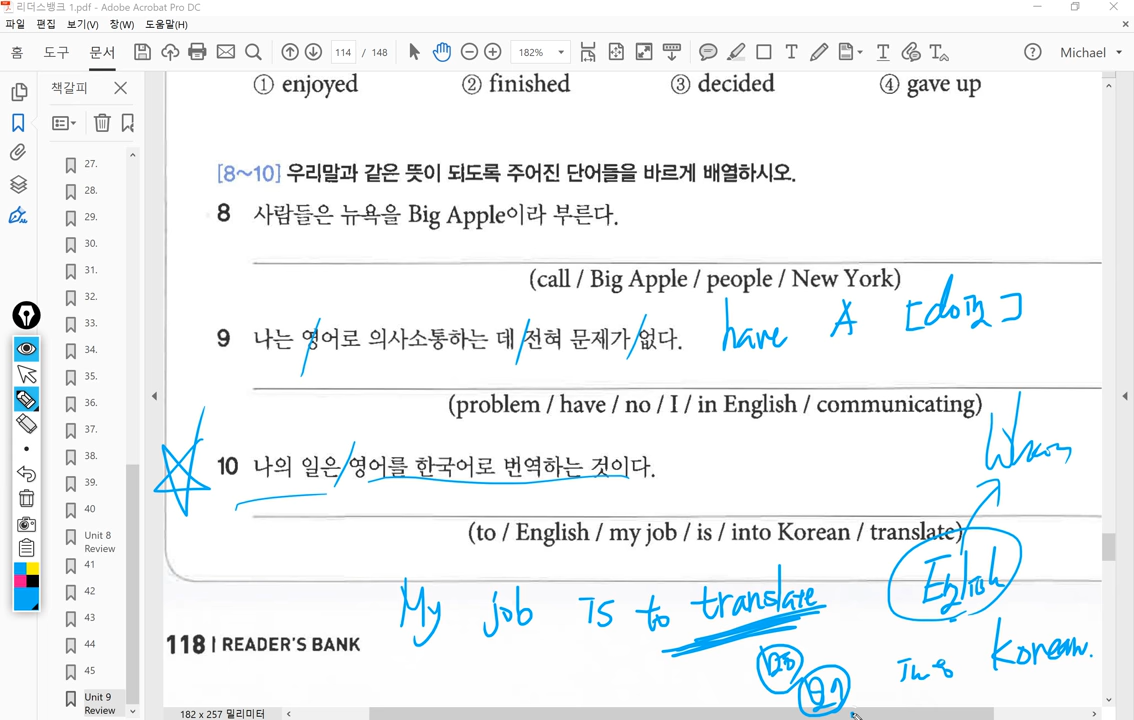 리더스뱅크 1.pdf - Adobe Acrobat Pro DC
파일 편집 보기(V) 창(W) 도움말(H)
홈 도구 문서 114 / 148 182% Michael
책갈피
27.
28.
29.
30.
31.
32.
33.
34.
35.
36.
37.
38.
39.
40
Unit 8
Review
41
42
43
44
45
Unit 9
Review
① enjoyed ② finished ③ decided ④ gave up
[8~10] 우리말과 같은 뜻이 되도록 주어진 단어들을 바르게 배열하시오.
8 사람들은 뉴욕을 Big Apple이라 부른다.
(call / Big Apple / people / New York)
have A [doing]
9 나는 영어로 의사소통하는 데 전혀 문제가 없다.
(problem / have / no / I / in English / communicating)
10 나의 일은 영어를 한국어로 번역하는 것이다.
(to / English / my job / is / into Korean / translate)
My job is to translate English
into Korean.
118 | READER'S BANK
182 x 257 밀리미터